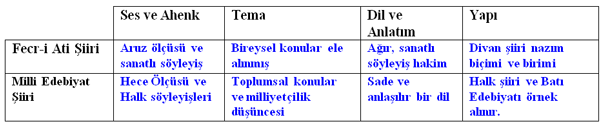 Ses ve Ahenk
Tema
Dil ve
Anlatım
Yapı
Fecr-i Ati Şiiri
Aruz ölçüsü ve
sanatlı söyleyiş
Bireysel konular ele
alınmış
Ağır, sanatlı
söyleyiş hakim
Divan şiiri nazım
biçimi ve birimi
Milli Edebiyat
Şiiri
Hece Ölçüsü ve
Halk söyleyişleri
Toplumsal konular
ve milliyetçilik
düşüncesi
Sade ve
anlaşılır bir dil
Halk şiiri ve Batı
Edebiyatı örnek
alınır.